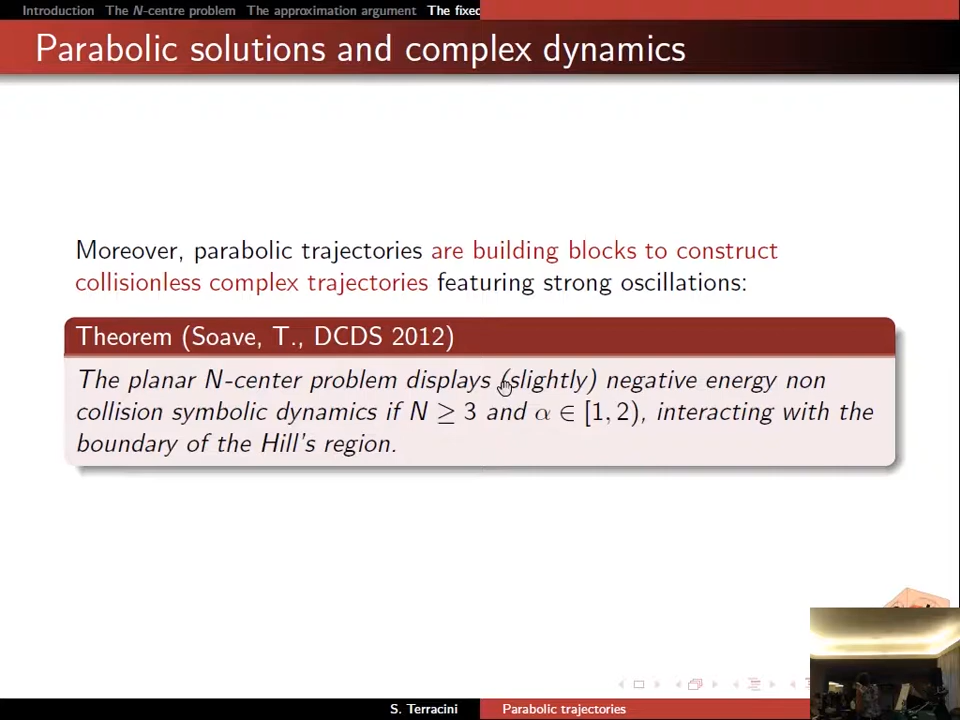 Introduction The N-centre problem The approximation argument The fixed
Parabolic solutions and complex dynamics
Moreover, parabolic trajectories are building blocks to construct
collisionless complex trajectories featuring strong oscillations:
Theorem (Soave, T., DCDS 2012)
The planar N-center problem displays (slightly) negative energy non
collision symbolic dynamics if N ≥ 3 and α ∈ [1, 2), interacting with the
boundary of the Hill's region.
S. Terracini Parabolic trajectories